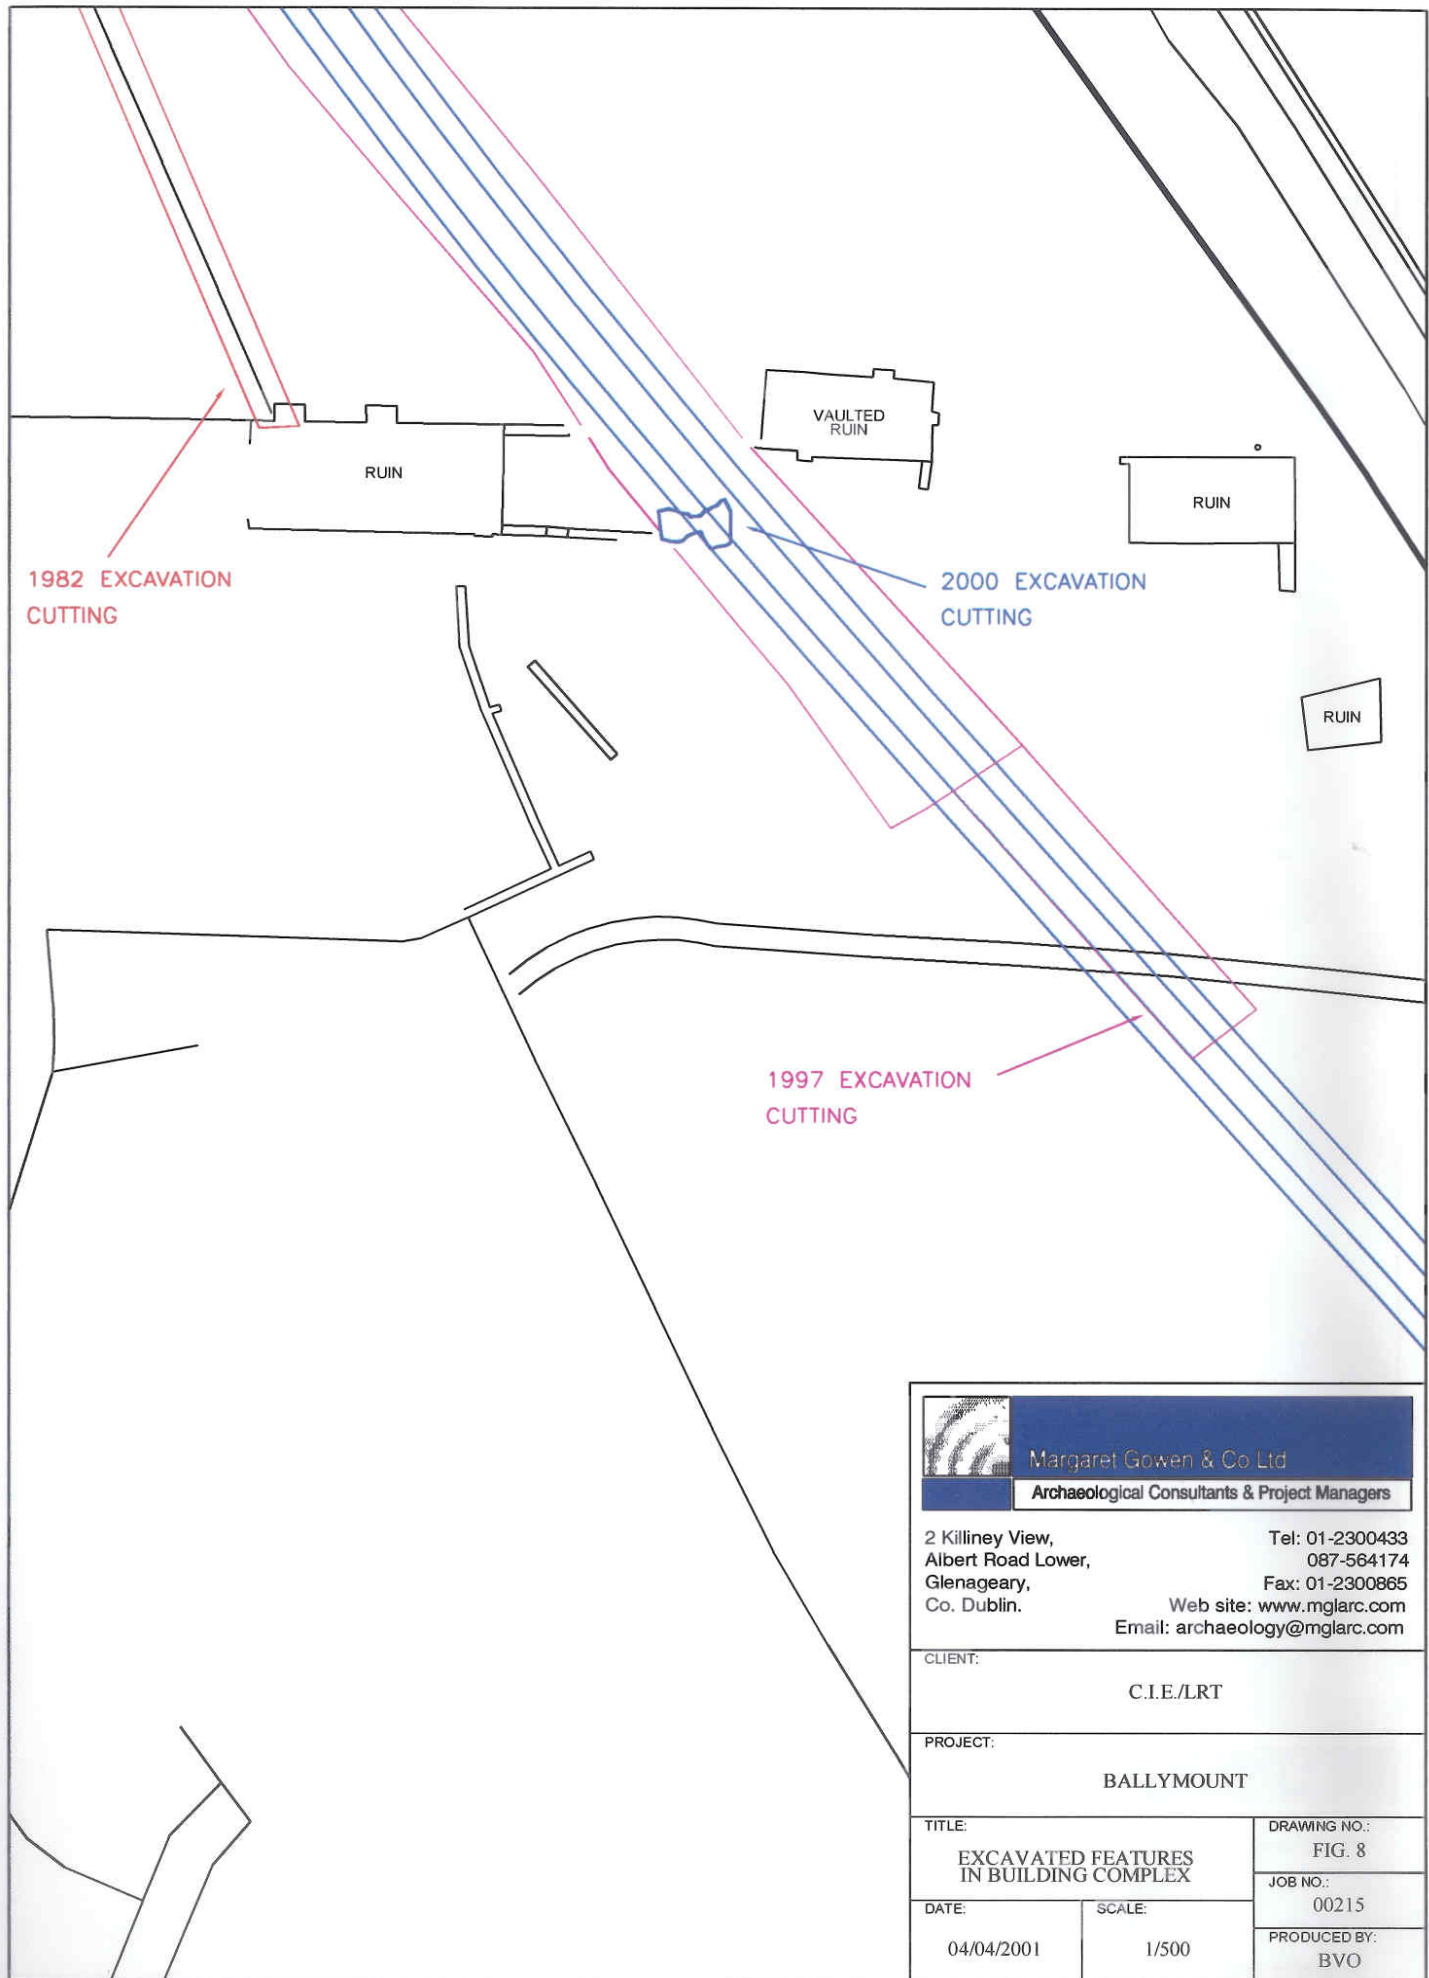 VAULTED
RUIN
RUIN
RUIN
1982 EXCAVATION
CUTTING
2000 EXCAVATION
CUTTING
RUIN
1997 EXCAVATION
CUTTING
Margaret Gowen & Co Ltd
Archaeological Consultants & Project Managers
2 Killiney View,
Albert Road Lower,
Glenageary,
Co. Dublin.
Tel: 01-2300433
087-564174
Fax: 01-2300865
Web site: www.mglarc.com
Email: archaeology@mglarc.com
CLIENT:
C.I.E./LRT
PROJECT:
BALLYMOUNT
TITLE:
EXCAVATED FEATURES
IN BUILDING COMPLEX
DRAWING NO.:
FIG. 8
JOB NO.:
00215
DATE:
04/04/2001
SCALE:
1/500
PRODUCED BY:
BVO